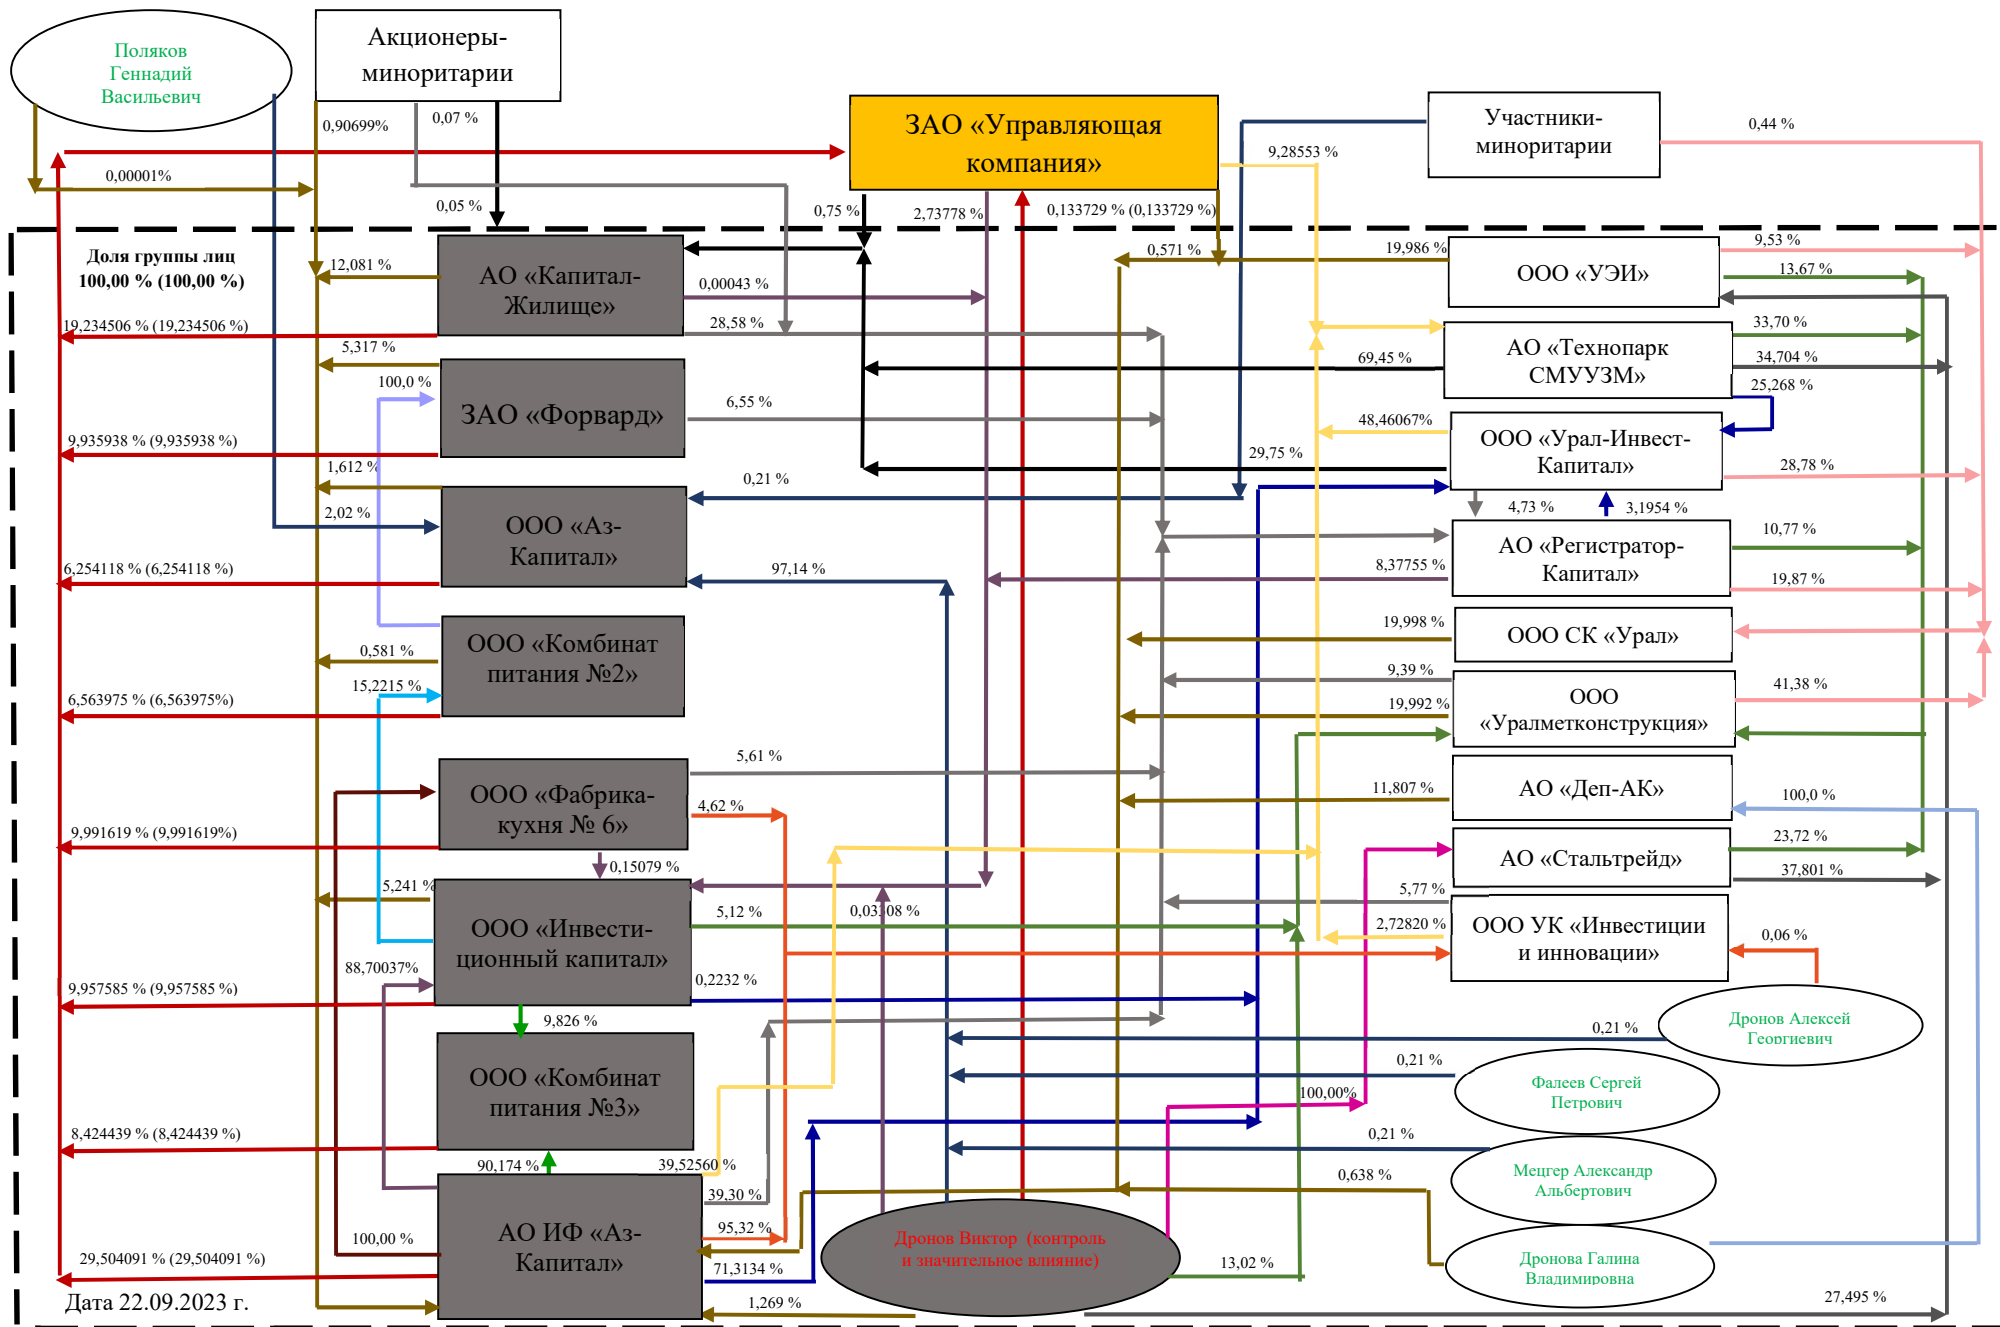 Поляков
Геннадий
Васильевич
Акционеры-
миноритарии
0,90699%
0,07 %
ЗАО «Управляющая
компания»
9,28553 %
Участники-
миноритарии
0,44 %
0,00001%
0,05 %
0,75 %
2,73778 %
0,133729 % (0,133729 %)
Доля группы лиц
100,00 % (100,00 %)
12,081 %
АО «Капитал-
Жилище»
0,00043 %
28,58 %
0,571 %
19,986 %
ООО «УЭИ»
9,53 %
13,67 %
19,234506 % (19,234506 %)
5,317 %
100,0 %
ЗАО «Форвард»
6,55 %
69,45 %
АО «Технопарк
СМУУЗМ»
33,70 %
34,704 %
25,268 %
48,46067%
9,935938 % (9,935938 %)
1,612 %
29,75 %
ООО «Урал-Инвест-
Капитал»
28,78 %
0,21 %
2,02 %
ООО «Аз-
Капитал»
4,73 %
3,1954 %
10,77 %
АО «Регистратор-
Капитал»
6,254118 % (6,254118 %)
97,14 %
8,37755 %
19,87 %
ООО «Комбинат
питания №2»
0,581 %
15,2215 %
19,998 %
ООО СК «Урал»
6,563975 % (6,563975%)
9,39 %
19,992 %
ООО
«Уралметконструкция»
41,38 %
5,61 %
ООО «Фабрика-
кухня № 6»
4,62 %
11,807 %
АО «Деп-АК»
100,0 %
9,991619 % (9,991619%)
0,15079 %
АО «Стальтрейд»
23,72 %
37,801 %
5,241 %
ООО «Инвести-
ционный капитал»
5,12 %
0,03308 %
5,77 %
2,72820 %
ООО УК «Инвестиции
и инновации»
0,06 %
88,70037%
0,2232 %
9,957585 % (9,957585 %)
9,826 %
Дронов Алексей
Георгиевич
0,21 %
ООО «Комбинат
питания №3»
0,21 %
Фалеев Сергей
Петрович
100,00%
8,424439 % (8,424439 %)
0,21 %
90,174 %
39,52560 %
0,638 %
Мецгер Александр
Альбертович
39,30 %
АО ИФ «Аз-
Капитал»
95,32 %
100,00 %
71,3134 %
Дронов Виктор (контроль
и значительное влияние)
13,02 %
Дронова Галина
Владимировна
29,504091 % (29,504091 %)
Дата 22.09.2023 г.
1,269 %
27,495 %